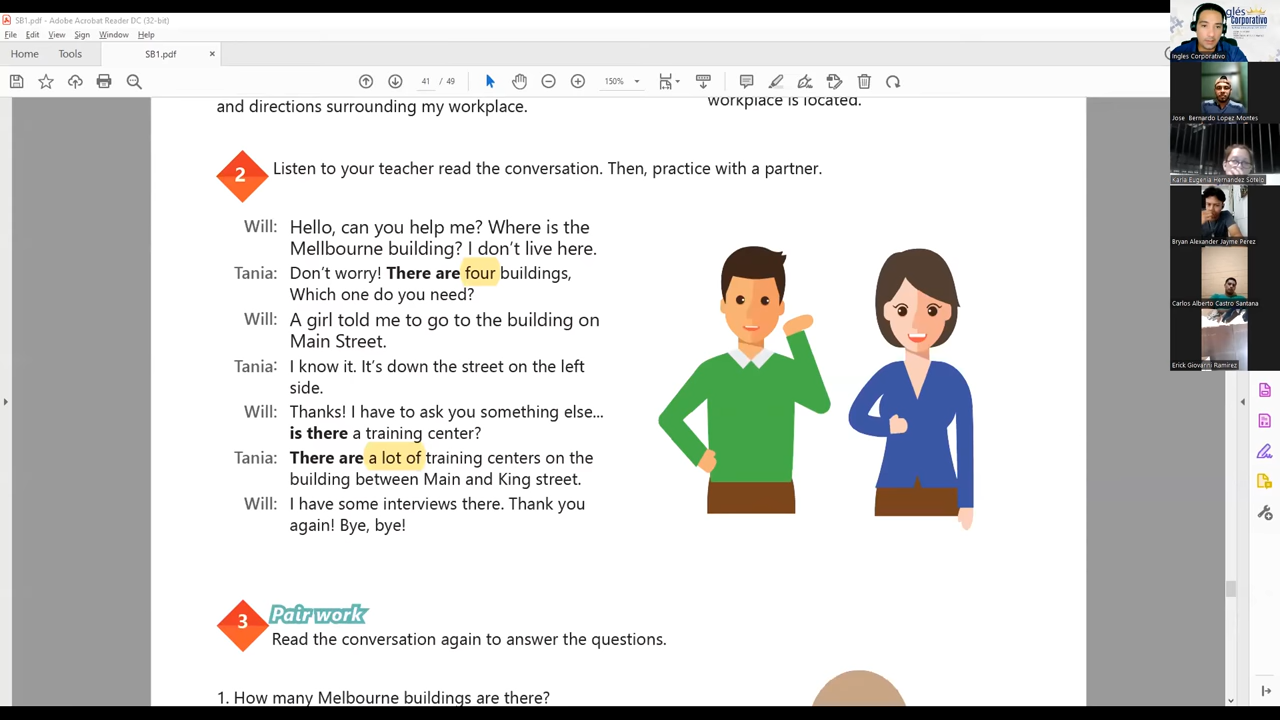 SB1.pdf - Adobe Acrobat Reader DC (32-bit)
File Edit View Sign Window Help
Home Tools SB1.pdf ×
41 / 49 150%
and directions surrounding my workplace.
workplace is located.
2 Listen to your teacher read the conversation. Then, practice with a partner.
Will: Hello, can you help me? Where is the
Mellbourne building? I don't live here.
Tania: Don't worry! There are four buildings,
Which one do you need?
Will: A girl told me to go to the building on
Main Street.
Tania: I know it. It's down the street on the left
side.
Will: Thanks! I have to ask you something else...
is there a training center?
Tania: There are a lot of training centers on the
building between Main and King street.
Will: I have some interviews there. Thank you
again! Bye, bye!
3 Pair work
Read the conversation again to answer the questions.
1. How many Melbourne buildings are there?
Inglés
Corporativo
Ingles Corporativo
Jose Bernardo Lopez Montes
Karla Eugenia Hernandez Sotelo
Bryan Alexander Jayme Perez
Carlos Alberto Castro Santana
Erick Giovanni Ramirez